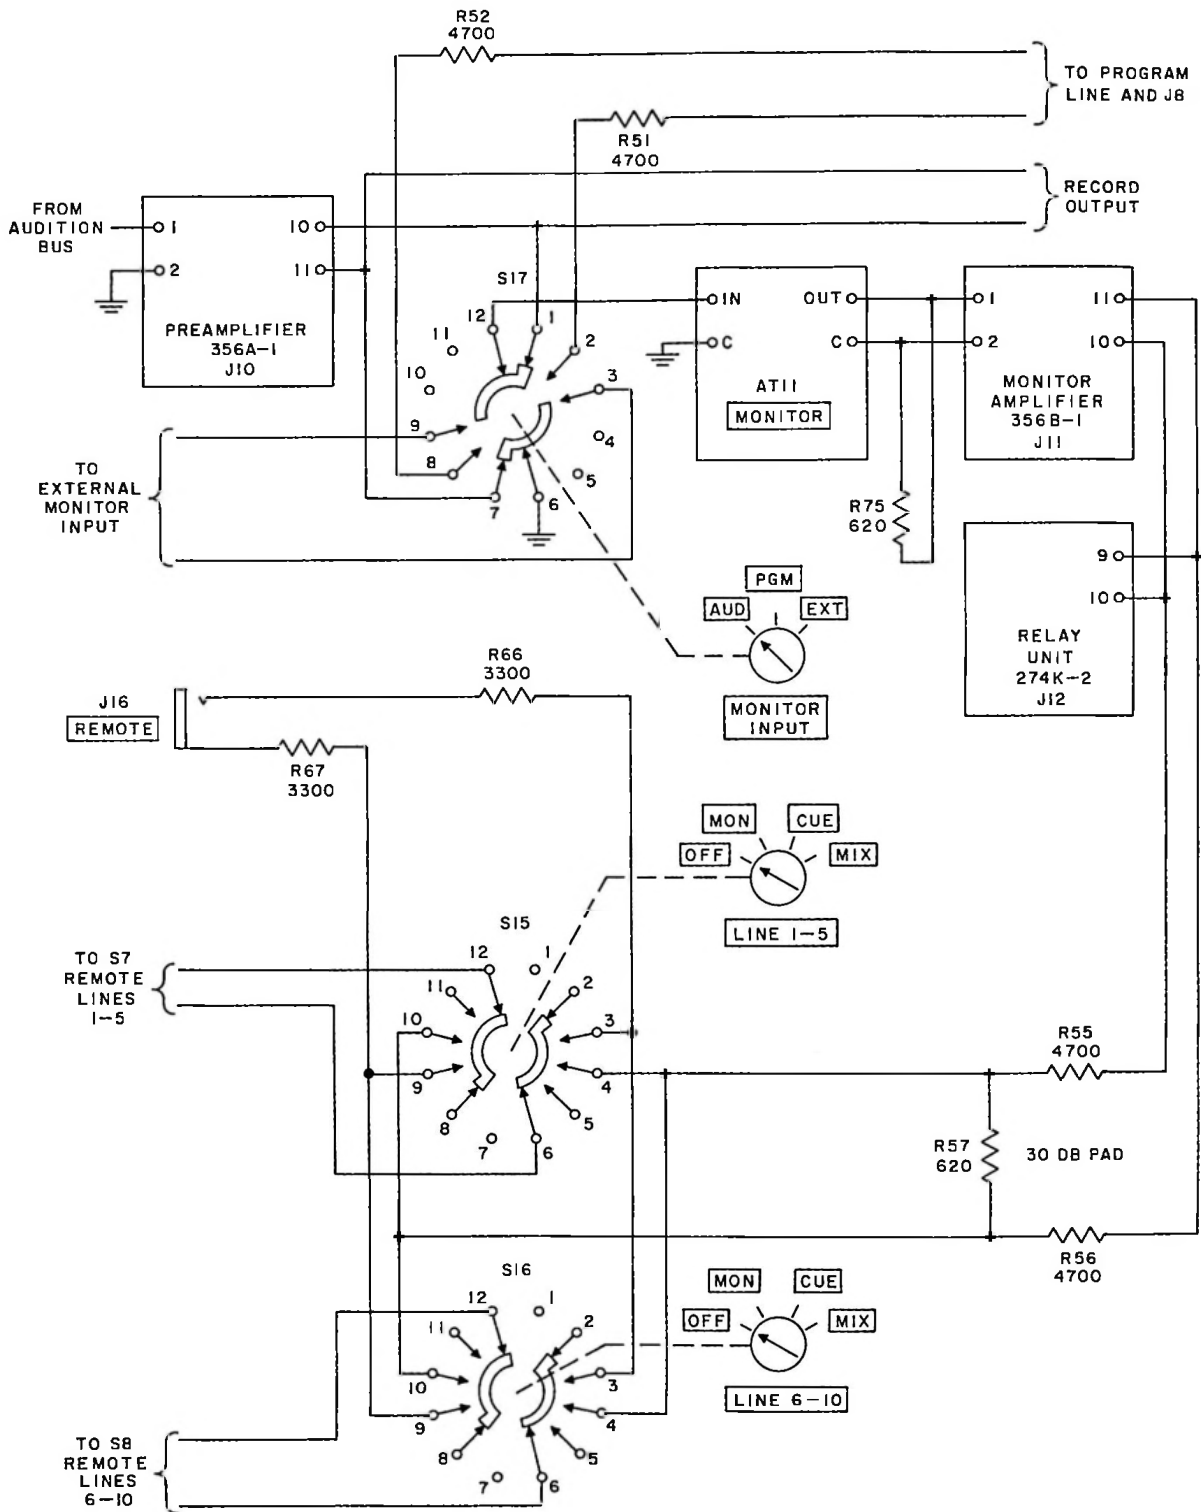 R52
4700
TO PROGRAM
LINE AND J8
R51
4700
RECORD
OUTPUT
FROM
AUDITION
BUS
1
2
10
11
PREAMPLIFIER
356A-1
J10
S17
12
1
11
2
10
3
9
4
8
5
7
6
IN
OUT
C
C
AT11
MONITOR
1
2
11
10
MONITOR
AMPLIFIER
356B-1
J11
TO
EXTERNAL
MONITOR
INPUT
R75
620
9
10
RELAY
UNIT
274K-2
J12
PGM
AUD
EXT
MONITOR
INPUT
R66
3300
J16
REMOTE
R67
3300
MON
CUE
OFF
MIX
LINE 1-5
S15
TO S7
REMOTE
LINES
1-5
12
1
11
2
10
3
9
4
8
5
7
6
R55
4700
R57
620
30 DB PAD
R56
4700
S16
MON
CUE
OFF
MIX
LINE 6-10
12
1
11
2
10
3
9
4
8
5
7
6
TO S8
REMOTE
LINES
6-10